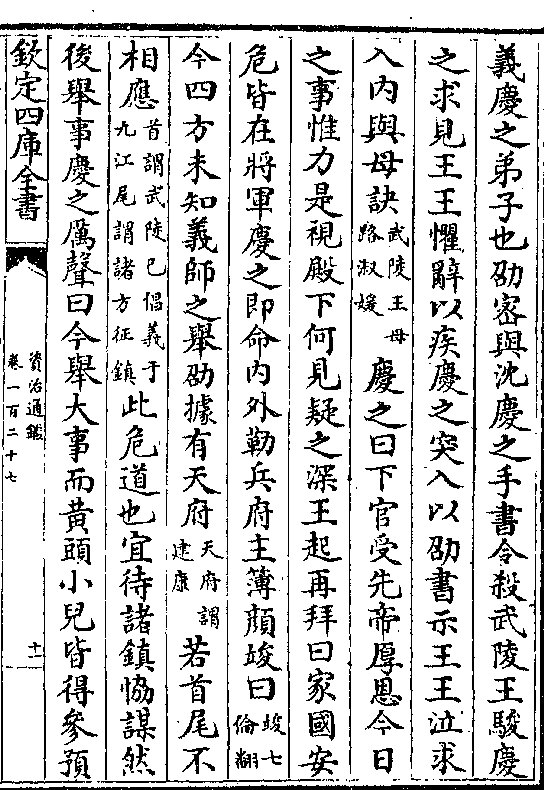 義慶之弟子也劭宻與沈慶之手書令殺武陵王駿慶
之求見王王懼辭以疾慶之突入以劭書示王王泣求
入内與母訣武陵王母路淑媛慶之曰下官受先帝厚恩今日
之事惟力是視殿下何見疑之深王起再拜曰家國安
危皆在將軍慶之即命内外勒兵府主簿顔竣曰竣七倫翻
今四方未知義師之舉劭據有天府天府謂建康若首尾不
相應首謂武陵已倡義于九江尾謂諸方征鎮此危道也宜待諸鎮恊謀然
後舉事慶之厲聲曰今舉大事而黄頭小兒皆得參預
欽定四庫全書
資治通鑑
卷一百二十七
十一